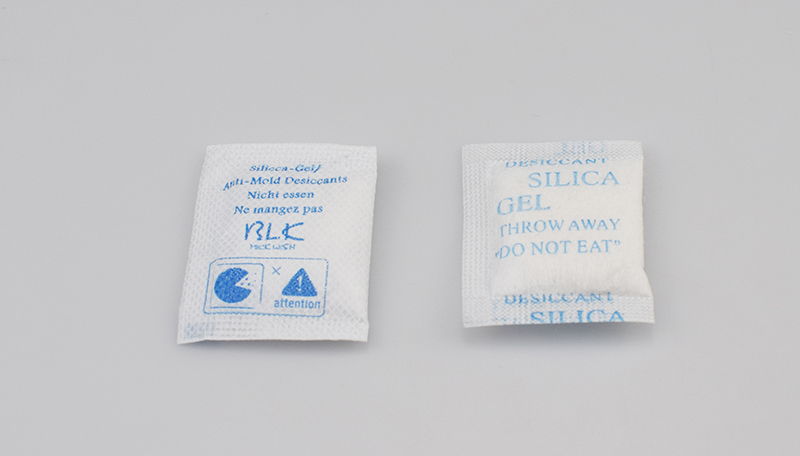 Silicca-Gel/
Anti-Mold Desiccants
Nicht essen
Ne mangez pas
BLK
×
!
attention
DESICCANT
SILICA
GEL
THROW AWAY
"DO NOT EAT"
DESICCANT
SILICA